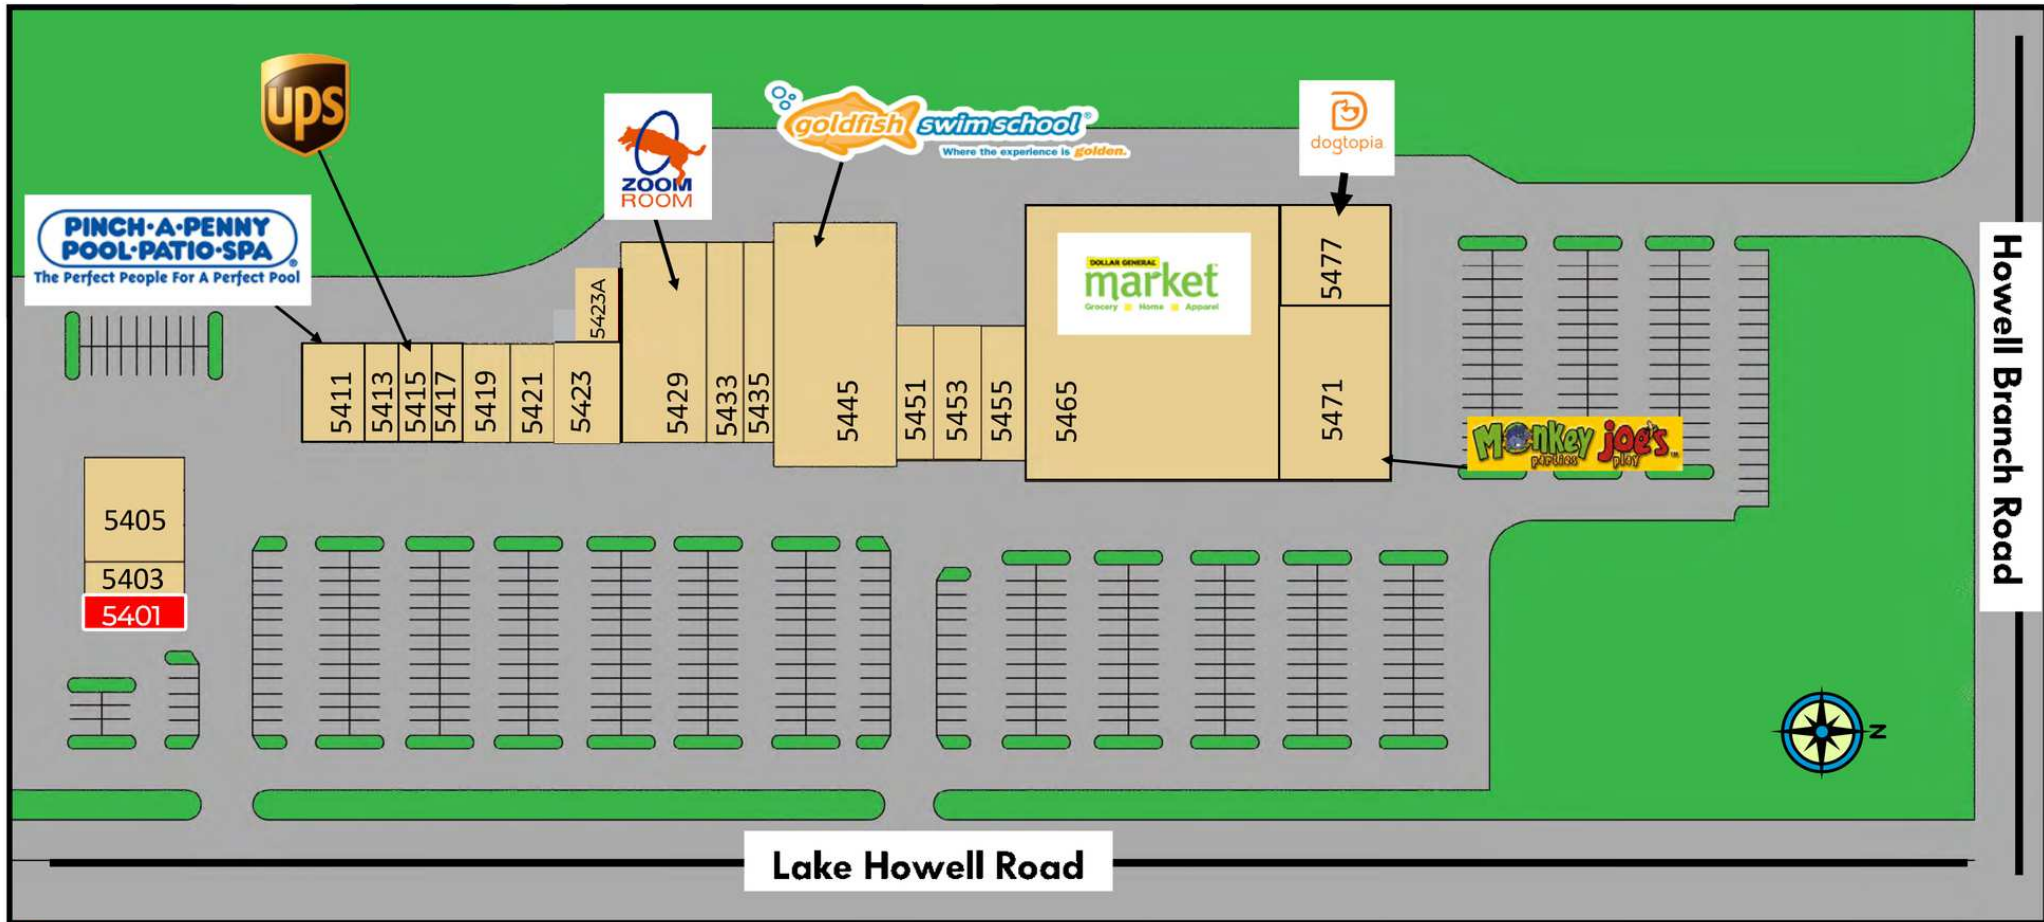 ups
PINCH·A·PENNY
POOL·PATIO·SPA®
The Perfect People For A Perfect Pool
ZOOM
ROOM
goldfish swim school®
Where the experience is golden.
dogtopia
DOLLAR GENERAL
market
Grocery Home Apparel
5411
5413
5415
5417
5419
5421
5423
5423A
5429
5433
5435
5445
5451
5453
5455
5465
5477
5471
Monkey joe's™
parties play
5405
5403
5401
Howell Branch Road
N
Lake Howell Road